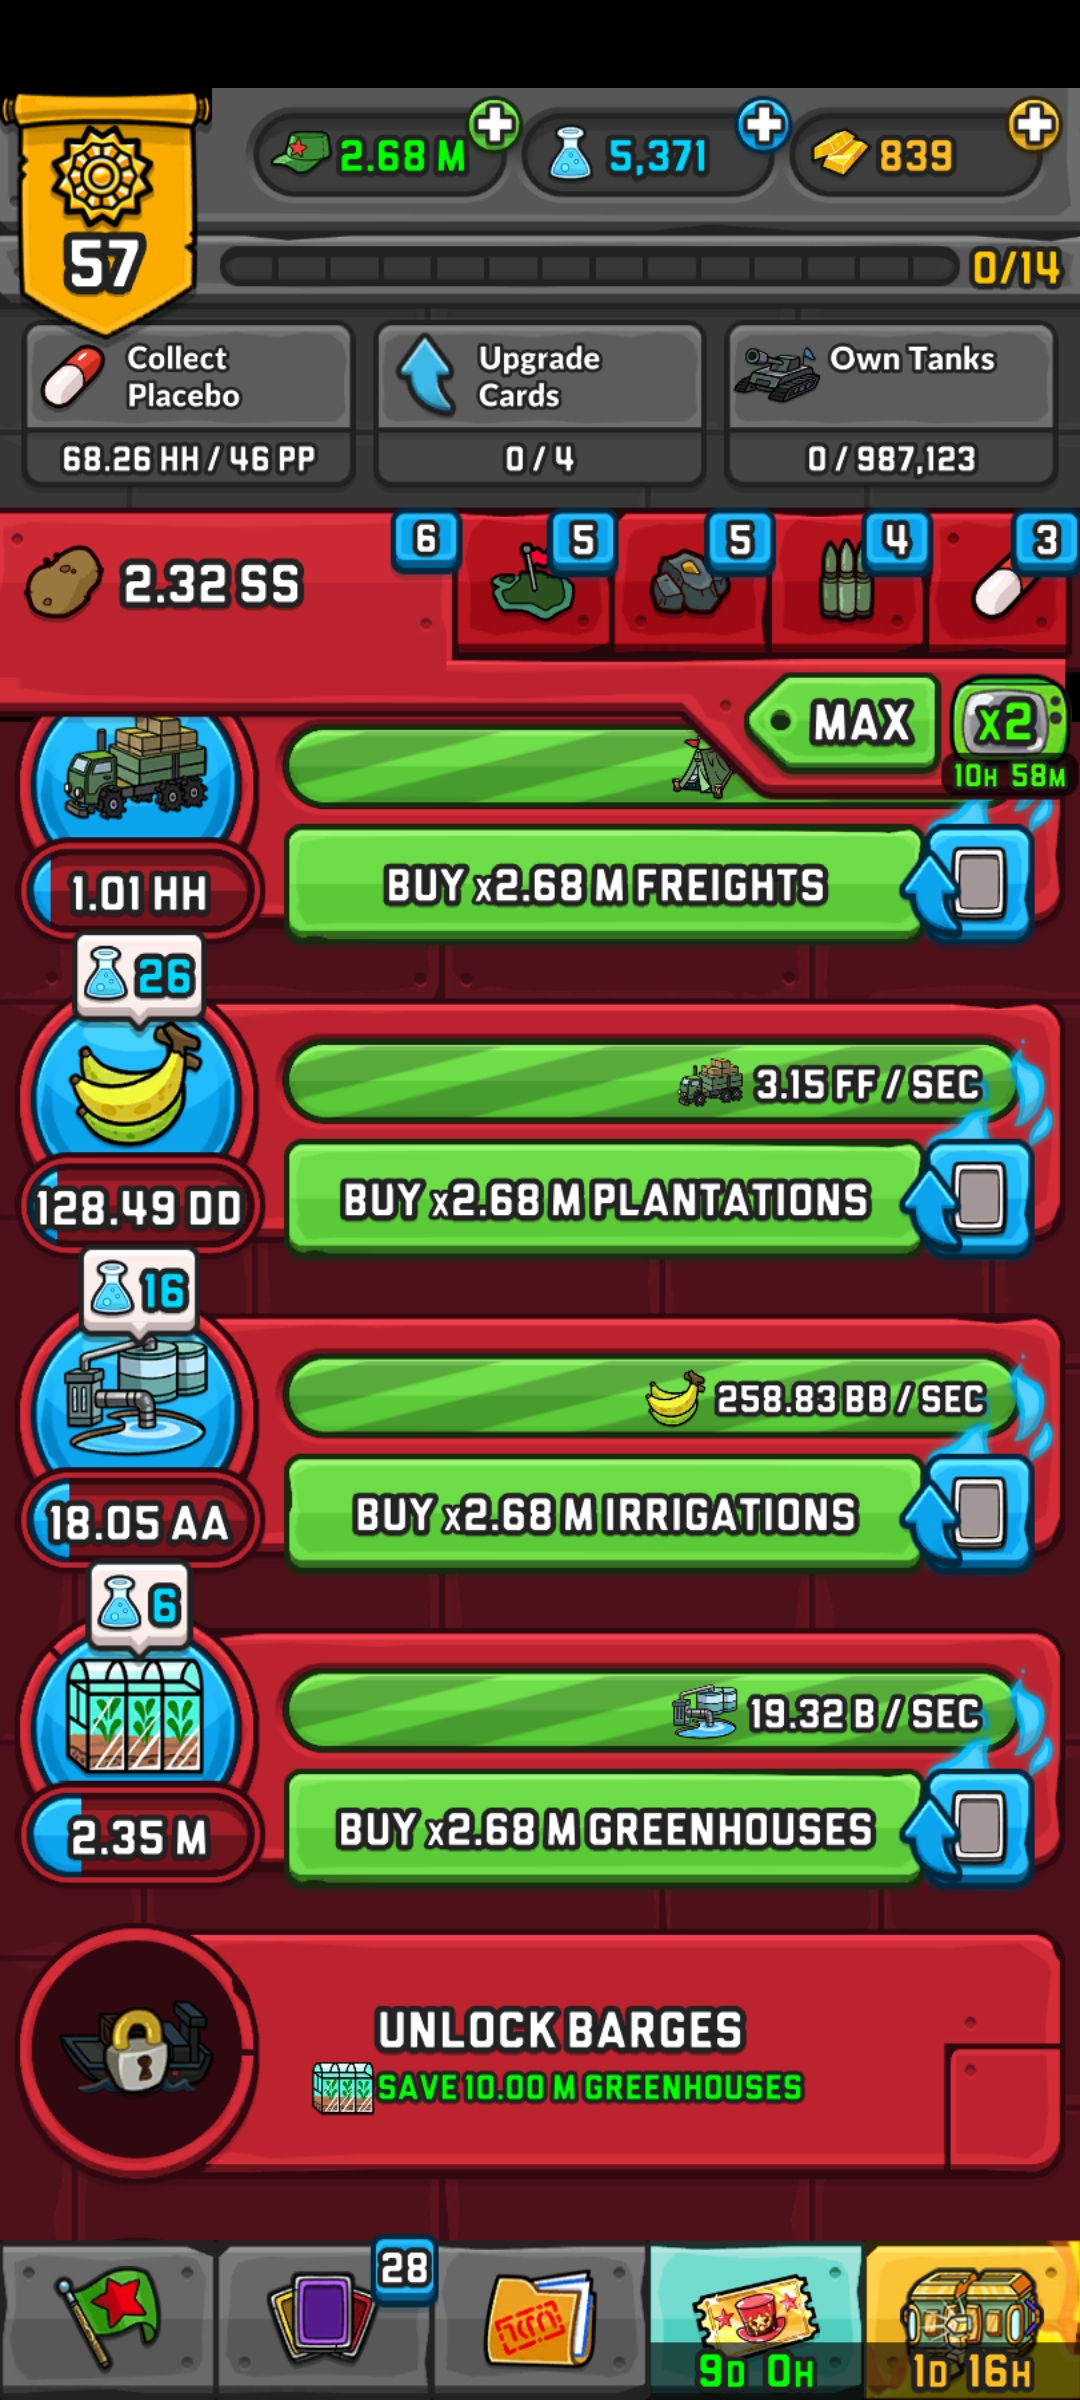 2.68 M
5,371
839
57
0/14
Collect Placebo
68.26 HH / 46 PP
Upgrade Cards
0 / 4
Own Tanks
0 / 987,123
2.32 SS
6
5
5
4
3
MAX
x2
10H 58M
1.01 HH
BUY x2.68 M FREIGHTS
26
3.15 FF / SEC
128.49 DD
BUY x2.68 M PLANTATIONS
16
258.83 BB / SEC
18.05 AA
BUY x2.68 M IRRIGATIONS
6
19.32 B / SEC
2.35 M
BUY x2.68 M GREENHOUSES
UNLOCK BARGES
SAVE 10.00 M GREENHOUSES
28
9D 0H
1D 16H